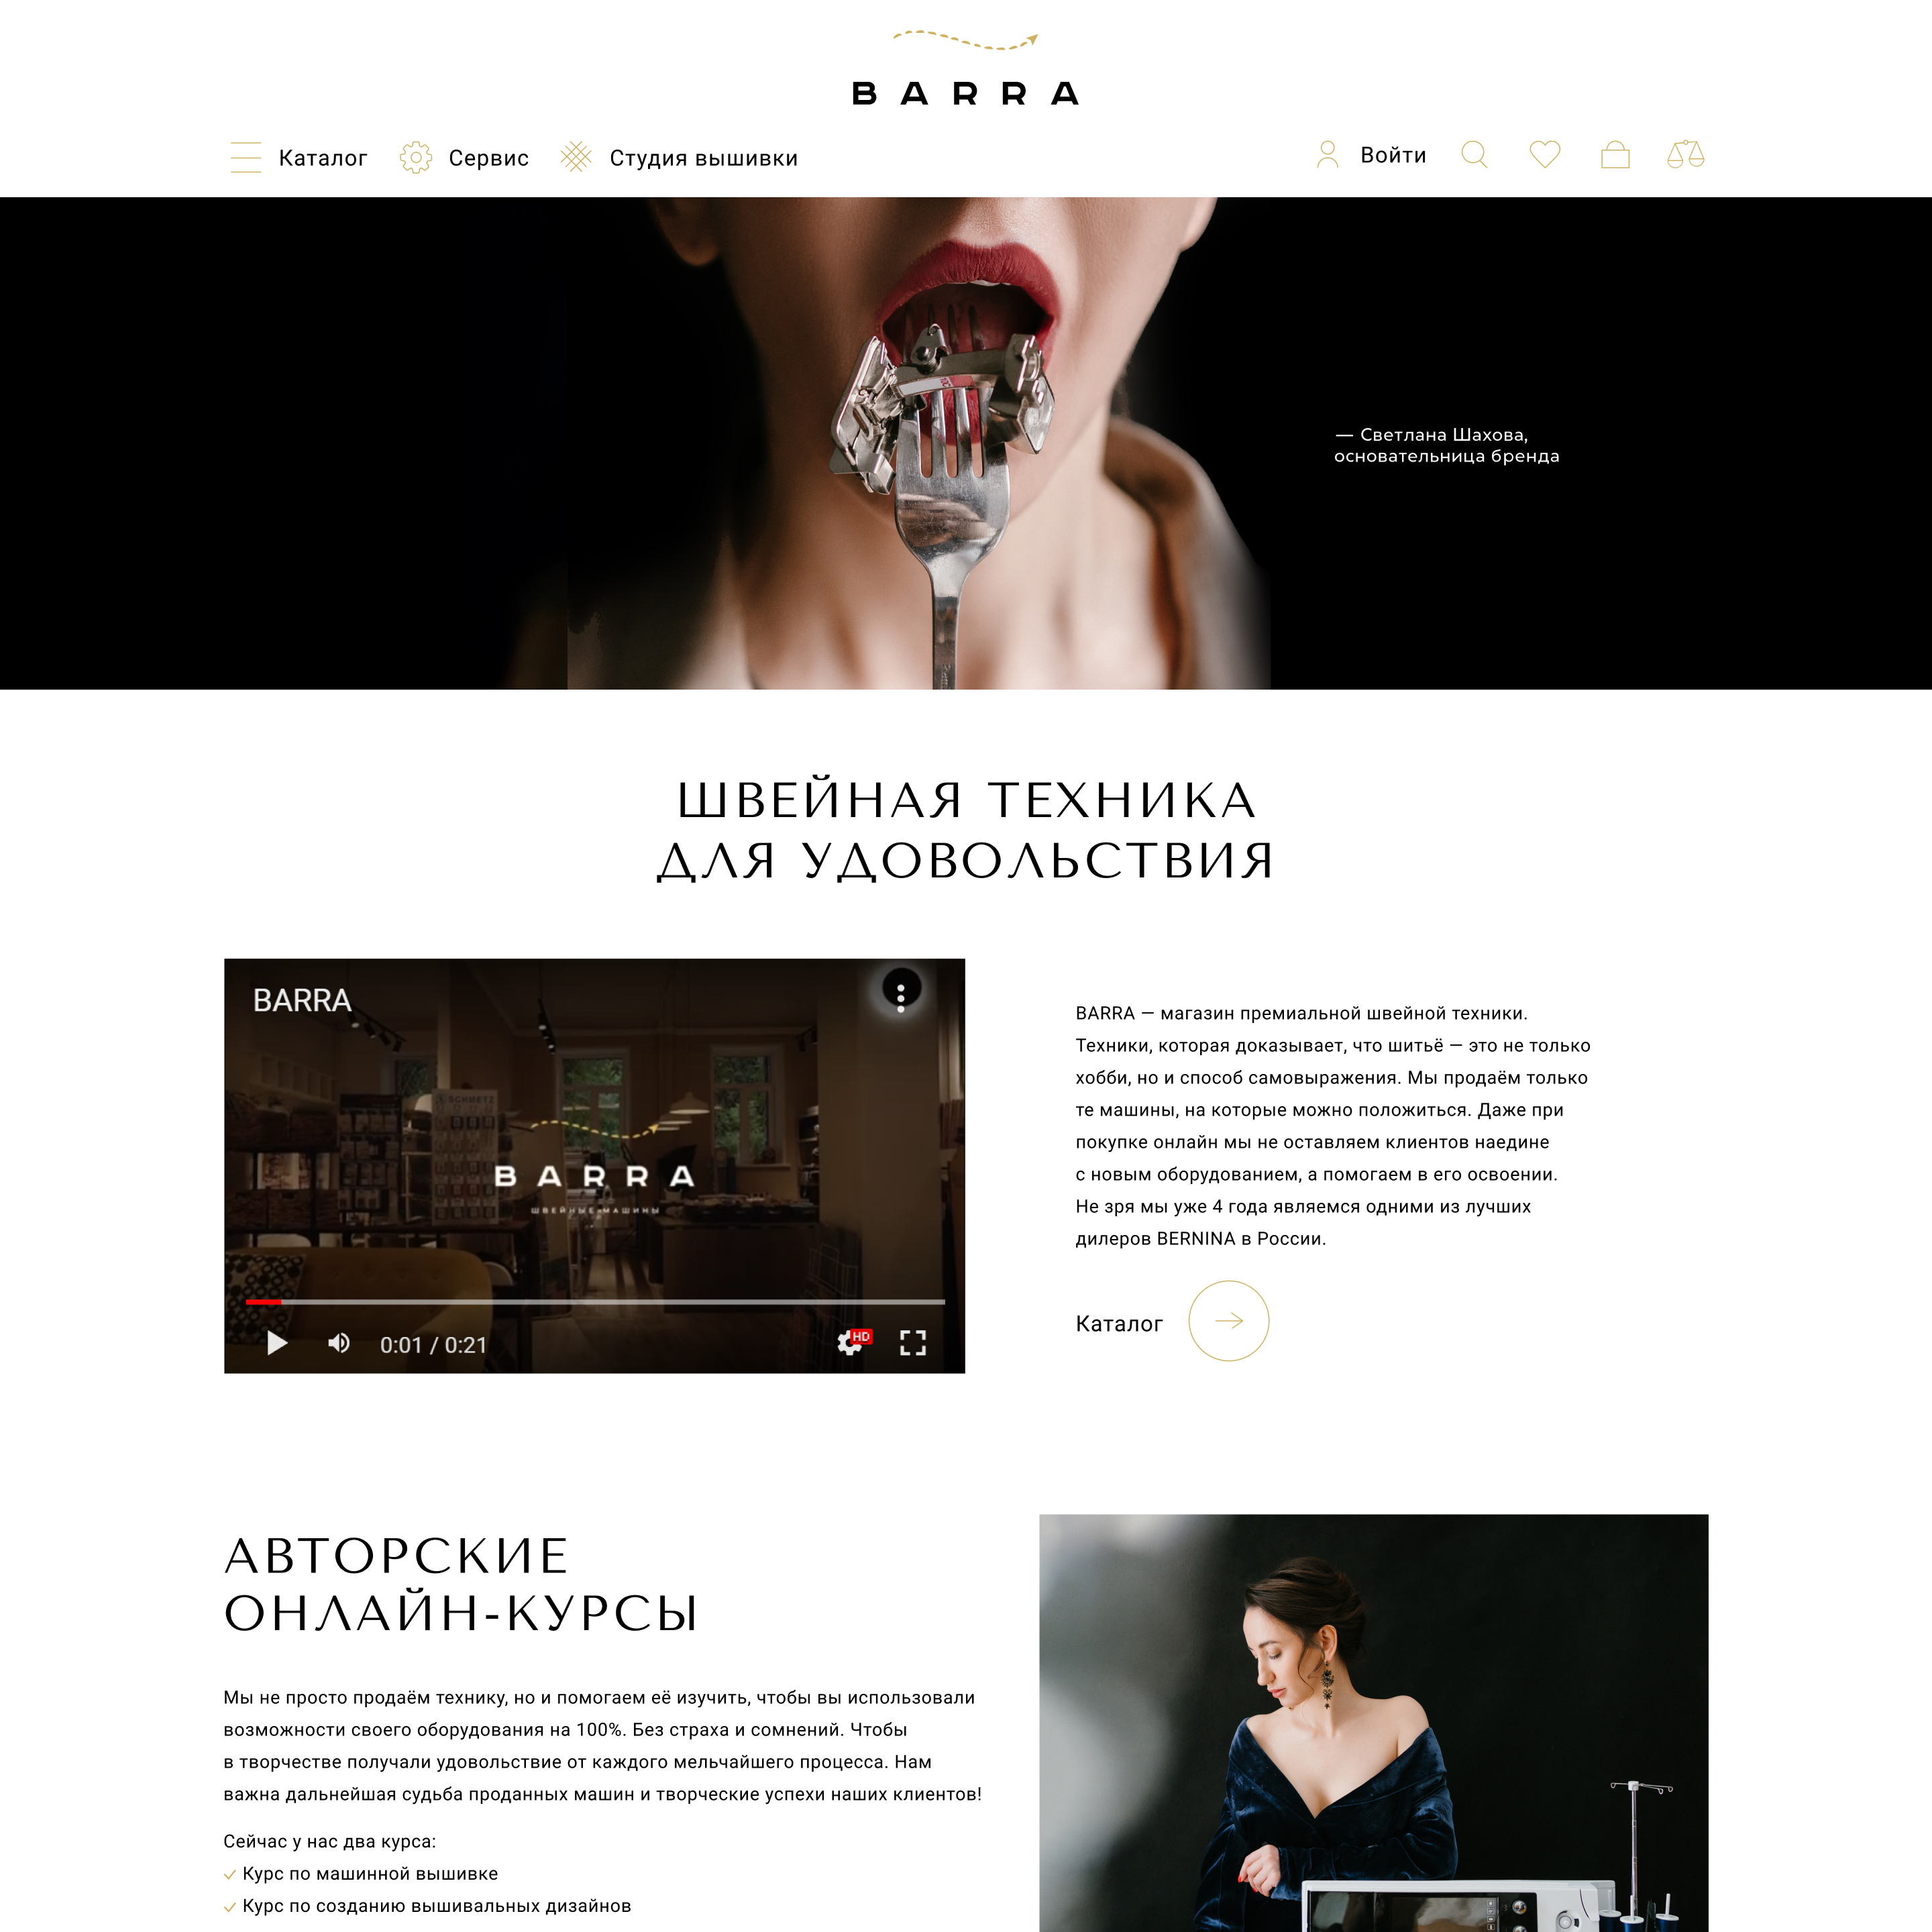 BARRA
Каталог
Сервис
Студия вышивки
Войти
— Светлана Шахова,
основательница бренда
ШВЕЙНАЯ ТЕХНИКА
ДЛЯ УДОВОЛЬСТВИЯ
BARRA
SCHMETZ
BARRA
ШВЕЙНЫЕ МАШИНЫ
0:01 / 0:21
HD
BARRA — магазин премиальной швейной техники.
Техники, которая доказывает, что шитьё — это не только
хобби, но и способ самовыражения. Мы продаём только
те машины, на которые можно положиться. Даже при
покупке онлайн мы не оставляем клиентов наедине
с новым оборудованием, а помогаем в его освоении.
Не зря мы уже 4 года являемся одними из лучших
дилеров BERNINA в России.
Каталог
АВТОРСКИЕ
ОНЛАЙН-КУРСЫ
Мы не просто продаём технику, но и помогаем её изучить, чтобы вы использовали
возможности своего оборудования на 100%. Без страха и сомнений. Чтобы
в творчестве получали удовольствие от каждого мельчайшего процесса. Нам
важна дальнейшая судьба проданных машин и творческие успехи наших клиентов!
Сейчас у нас два курса:
Курс по машинной вышивке
Курс по созданию вышивальных дизайнов